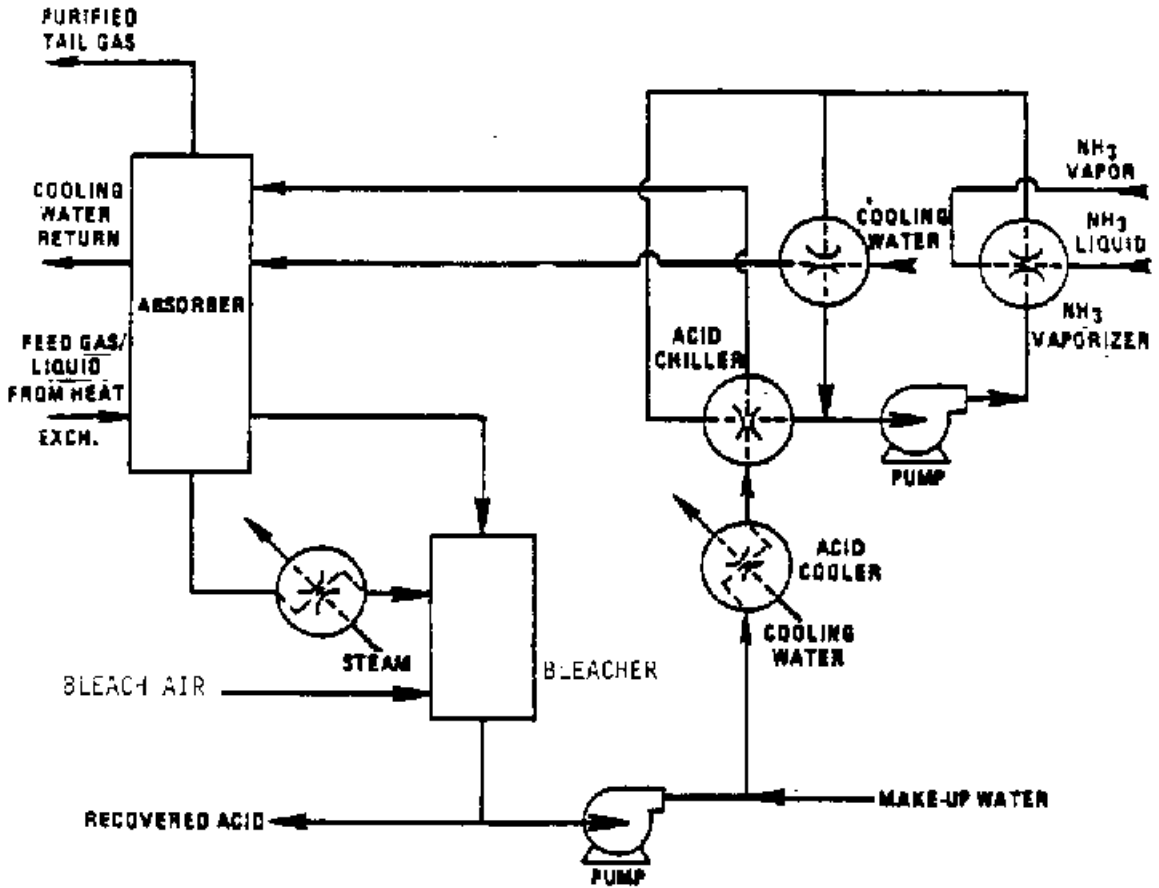 PURIFIED
TAIL GAS
COOLING
WATER
RETURN
ABSORBER
FEED GAS/
LIQUID
FROM HEAT
EXCH.
NH3
VAPOR
COOLING
WATER
NH3
LIQUID
NH3
VAPORIZER
ACID
CHILLER
PUMP
ACID
COOLER
COOLING
WATER
STEAM
BLEACH AIR
BLEACHER
MAKE-UP WATER
RECOVERED ACID
PUMP